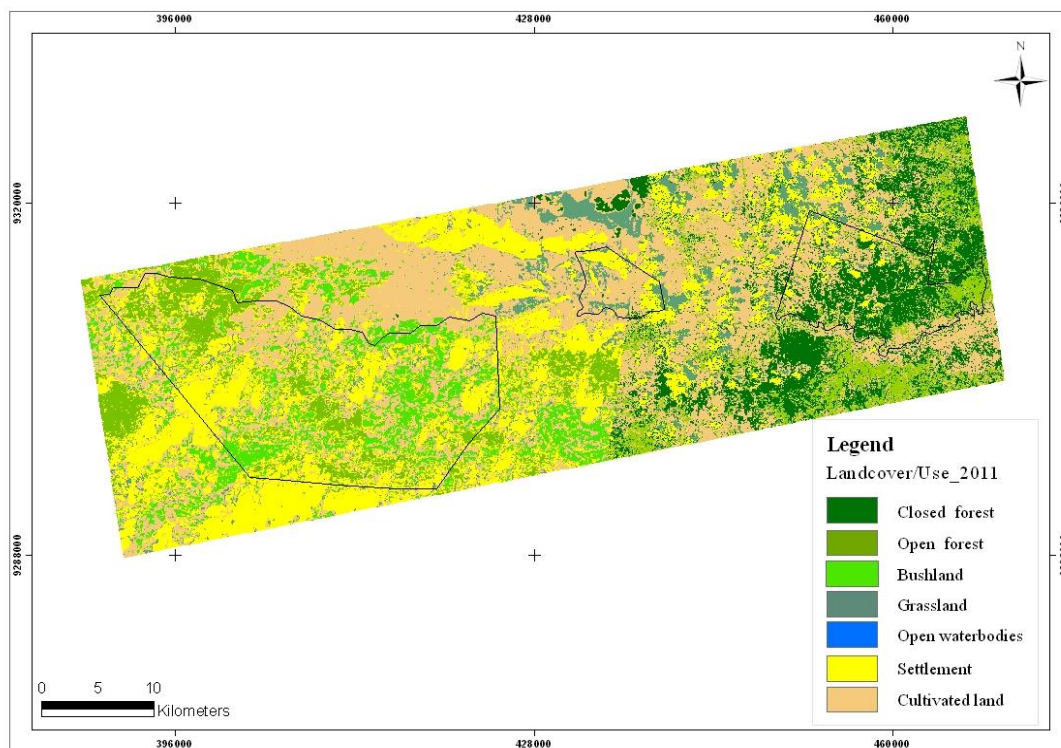 396000 428000 460000
N
9320000
Legend
Landcover/Use_2011
Closed forest
Open forest
Bushland
Grassland
Open waterbodies
Settlement
Cultivated land
9288000
0 5 10
Kilometers
396000 428000 460000